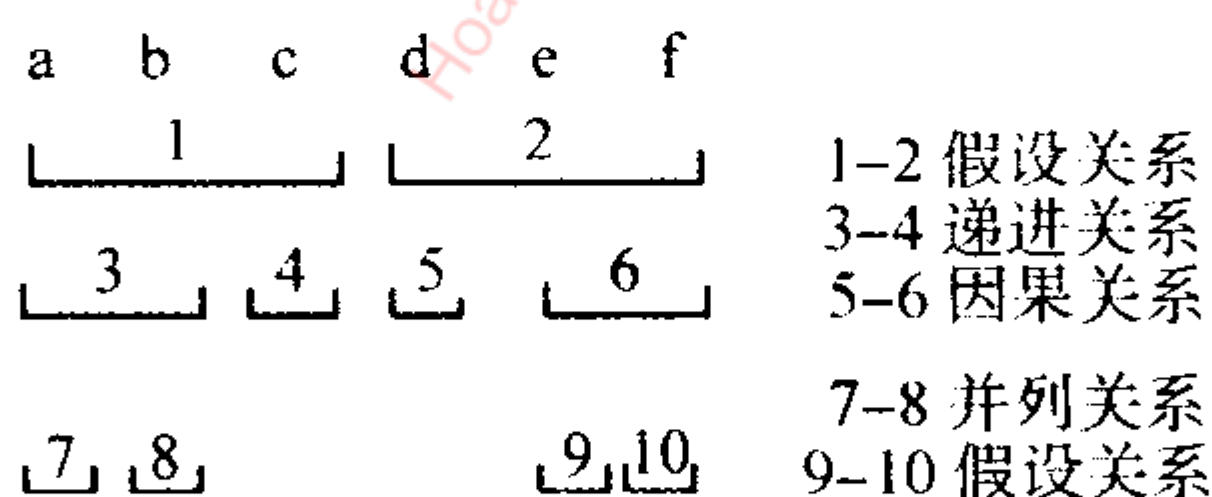 a b c d e f
1 2 1–2 假设关系
3–4 递进关系
3 4 5 6 5–6 因果关系
7–8 并列关系
7 8 9 10 9–10 假设关系
Hoa